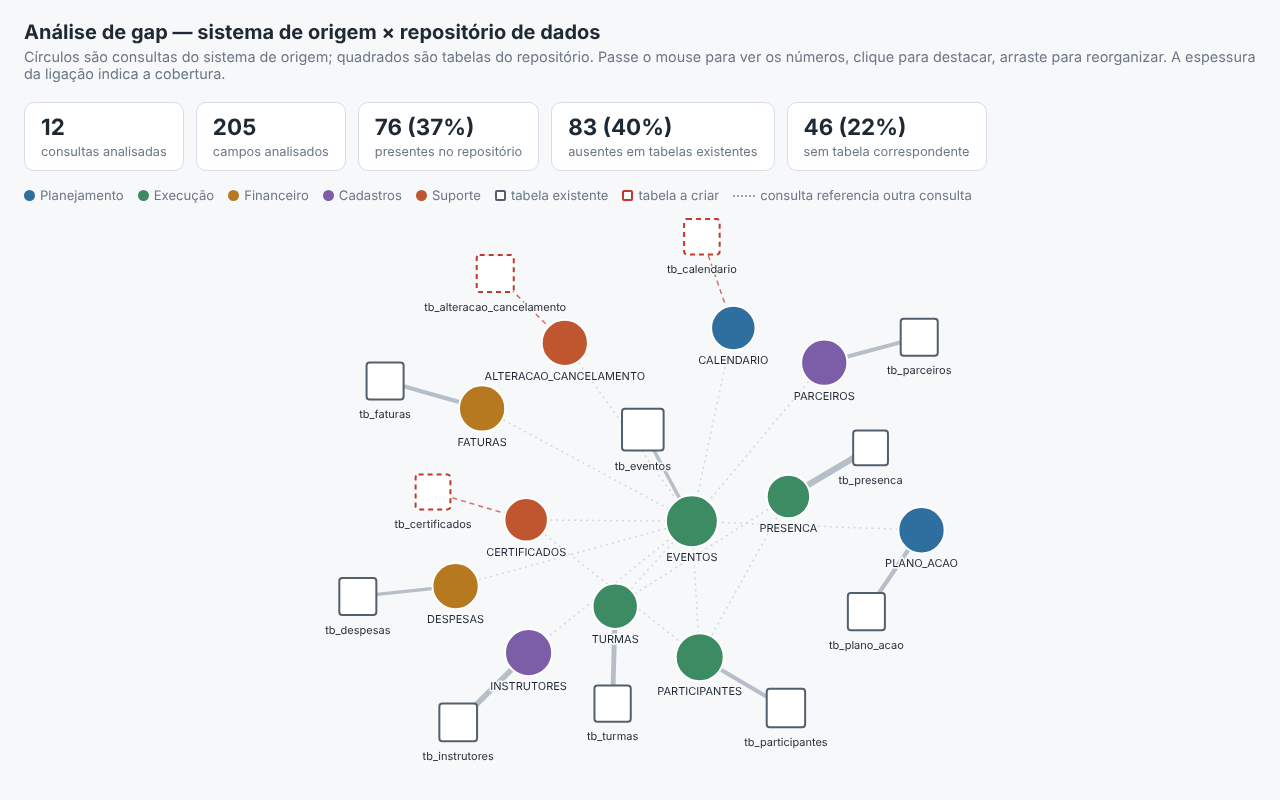 Análise de gap — sistema de origem × repositório de dados
Círculos são consultas do sistema de origem; quadrados são tabelas do repositório. Passe o mouse para ver os números, clique para destacar, arraste para reorganizar. A espessura
da ligação indica a cobertura.
12
consultas analisadas
205
campos analisados
76 (37%)
presentes no repositório
83 (40%)
ausentes em tabelas existentes
46 (22%)
sem tabela correspondente
Planejamento
Execução
Financeiro
Cadastros
Suporte
tabela existente
tabela a criar
consulta referencia outra consulta
tb_calendario
tb_alteracao_cancelamento
CALENDARIO
tb_parceiros
ALTERACAO_CANCELAMENTO
PARCEIROS
tb_faturas
FATURAS
tb_eventos
tb_presenca
tb_certificados
PRESENCA
CERTIFICADOS
EVENTOS
PLANO_ACAO
DESPESAS
tb_despesas
TURMAS
tb_plano_acao
INSTRUTORES
PARTICIPANTES
tb_turmas
tb_participantes
tb_instrutores